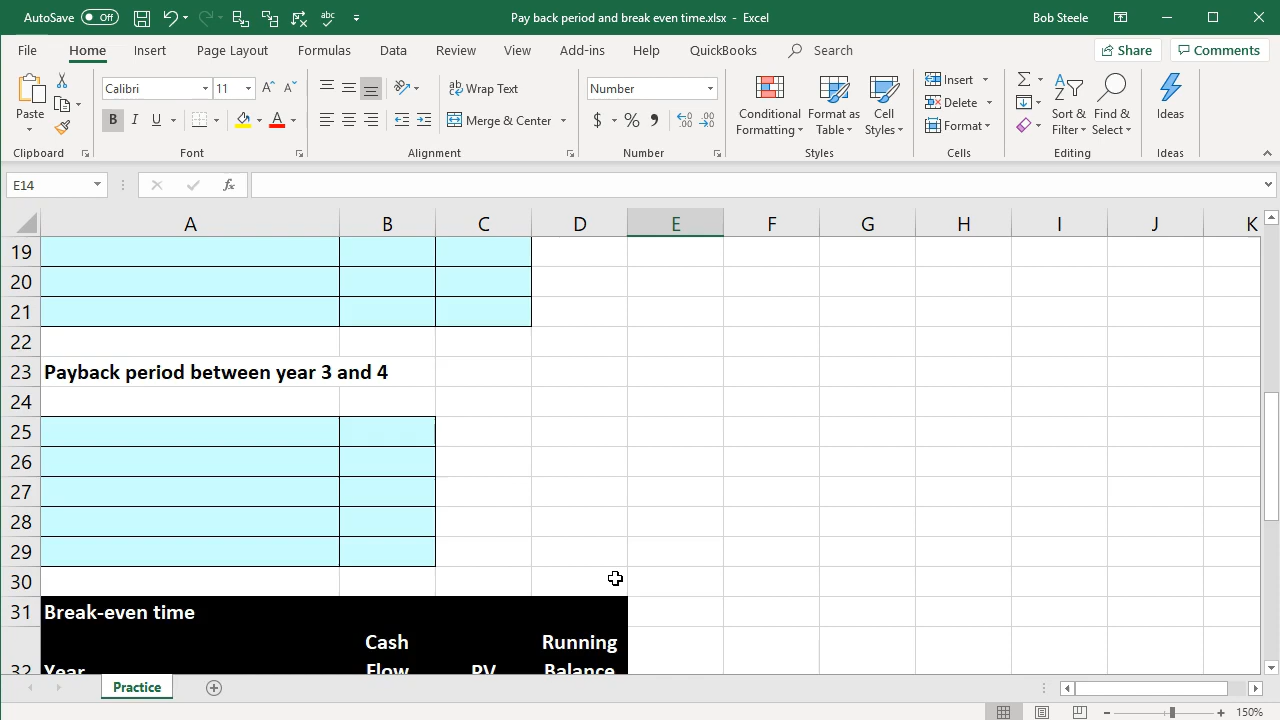 AutoSave Off Pay back period and break even time.xlsx - Excel Bob Steele
File Home Insert Page Layout Formulas Data Review View Add-ins Help QuickBooks Search Share Comments
Paste Calibri 11 Wrap Text Number Conditional Formatting Format as Table Cell Styles Insert Sort & Filter Find & Select Ideas
B I U Merge & Center $ % Delete
Format
Clipboard Font Alignment Number Styles Cells Editing Ideas
E14 fx
A B C D E F G H I J K
19
20
21
22
23 Payback period between year 3 and 4
24
25
26
27
28
29
30
31 Break-even time
32 Year Cash Flow PV Running Balance
Practice
150%